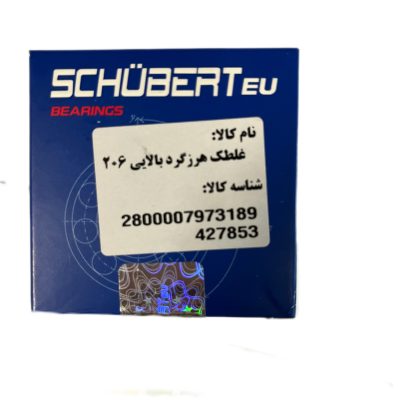 SCHÜBERT EU
BEARINGS
نام کالا:
غلطک هرزگرد بالایی ۲۰۶
شناسه کالا:
2800007973189
427853